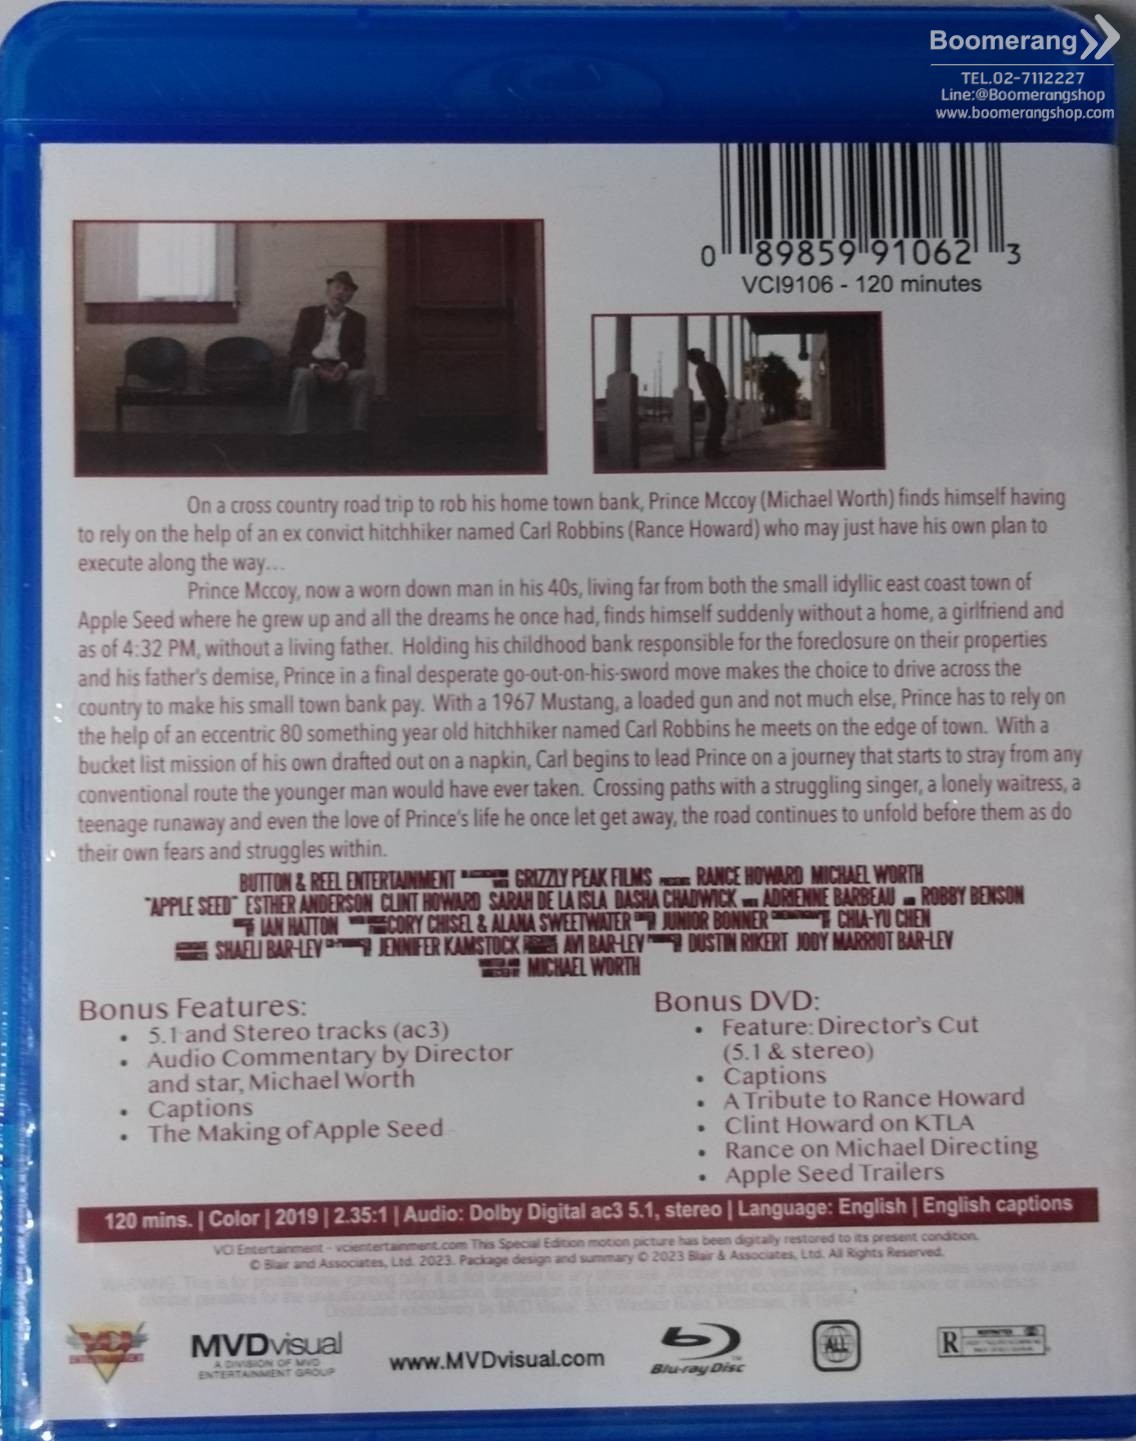 Boomerang
TEL.02-7112227
Line:@Boomerangshop
www.boomerangshop.com
0 89859 91062 3
VCI9106 - 120 minutes
On a cross country road trip to rob his home town bank, Prince Mccoy (Michael Worth) finds himself having
to rely on the help of an ex convict hitchhiker named Carl Robbins (Rance Howard) who may just have his own plan to
execute along the way...
Prince Mccoy, now a worn down man in his 40s, living far from both the small idyllic east coast town of
Apple Seed where he grew up and all the dreams he once had, finds himself suddenly without a home, a girlfriend and
as of 4:32 PM, without a living father. Holding his childhood bank responsible for the foreclosure on their properties
and his father's demise, Prince in a final desperate go-out-on-his-sword move makes the choice to drive across the
country to make his small town bank pay. With a 1967 Mustang, a loaded gun and not much else, Prince has to rely on
the help of an eccentric 80 something year old hitchhiker named Carl Robbins he meets on the edge of town. With a
bucket list mission of his own drafted out on a napkin, Carl begins to lead Prince on a journey that starts to stray from any
conventional route the younger man would have ever taken. Crossing paths with a struggling singer, a lonely waitress, a
teenage runaway and even the love of Prince's life he once let get away, the road continues to unfold before them as do
their own fears and struggles within.
BUTTON & REEL ENTERTAINMENT GRIZZLY PEAK FILMS RANCE HOWARD MICHAEL WORTH
"APPLE SEED" ESTHER ANDERSON CLINT HOWARD SARAH DE LA ISLA DASHA CHADWICK ADRIENNE BARBEAU ROBBY BENSON
IAN HATTON CORY CHISEL & ALANA SWEETWATER JUNIOR BONNER CHIA-YU CHEN
SHAELI BAR-LEV JENNIFER KAMSTOCK AVI BAR-LEV DUSTIN RIKERT JODY MARRIOT BAR-LEV
MICHAEL WORTH
Bonus Features:
• 5.1 and Stereo tracks (ac3)
• Audio Commentary by Director
and star, Michael Worth
• Captions
• The Making of Apple Seed
Bonus DVD:
• Feature: Director's Cut
(5.1 & stereo)
• Captions
• A Tribute to Rance Howard
• Clint Howard on KTLA
• Rance on Michael Directing
• Apple Seed Trailers
120 mins. | Color | 2019 | 2.35:1 | Audio: Dolby Digital ac3 5.1, stereo | Language: English | English captions
VCI Entertainment - vcientertainment.com This Special Edition motion picture has been digitally restored to its present condition.
© Blair and Associates, Ltd. 2023. Package design and summary © 2023 Blair & Associates, Ltd. All Rights Reserved.
VCI ENTERTAINMENT
MVDvisual
A DIVISION OF MVD
ENTERTAINMENT GROUP
www.MVDvisual.com
Blu-ray Disc
ALL
R RESTRICTED